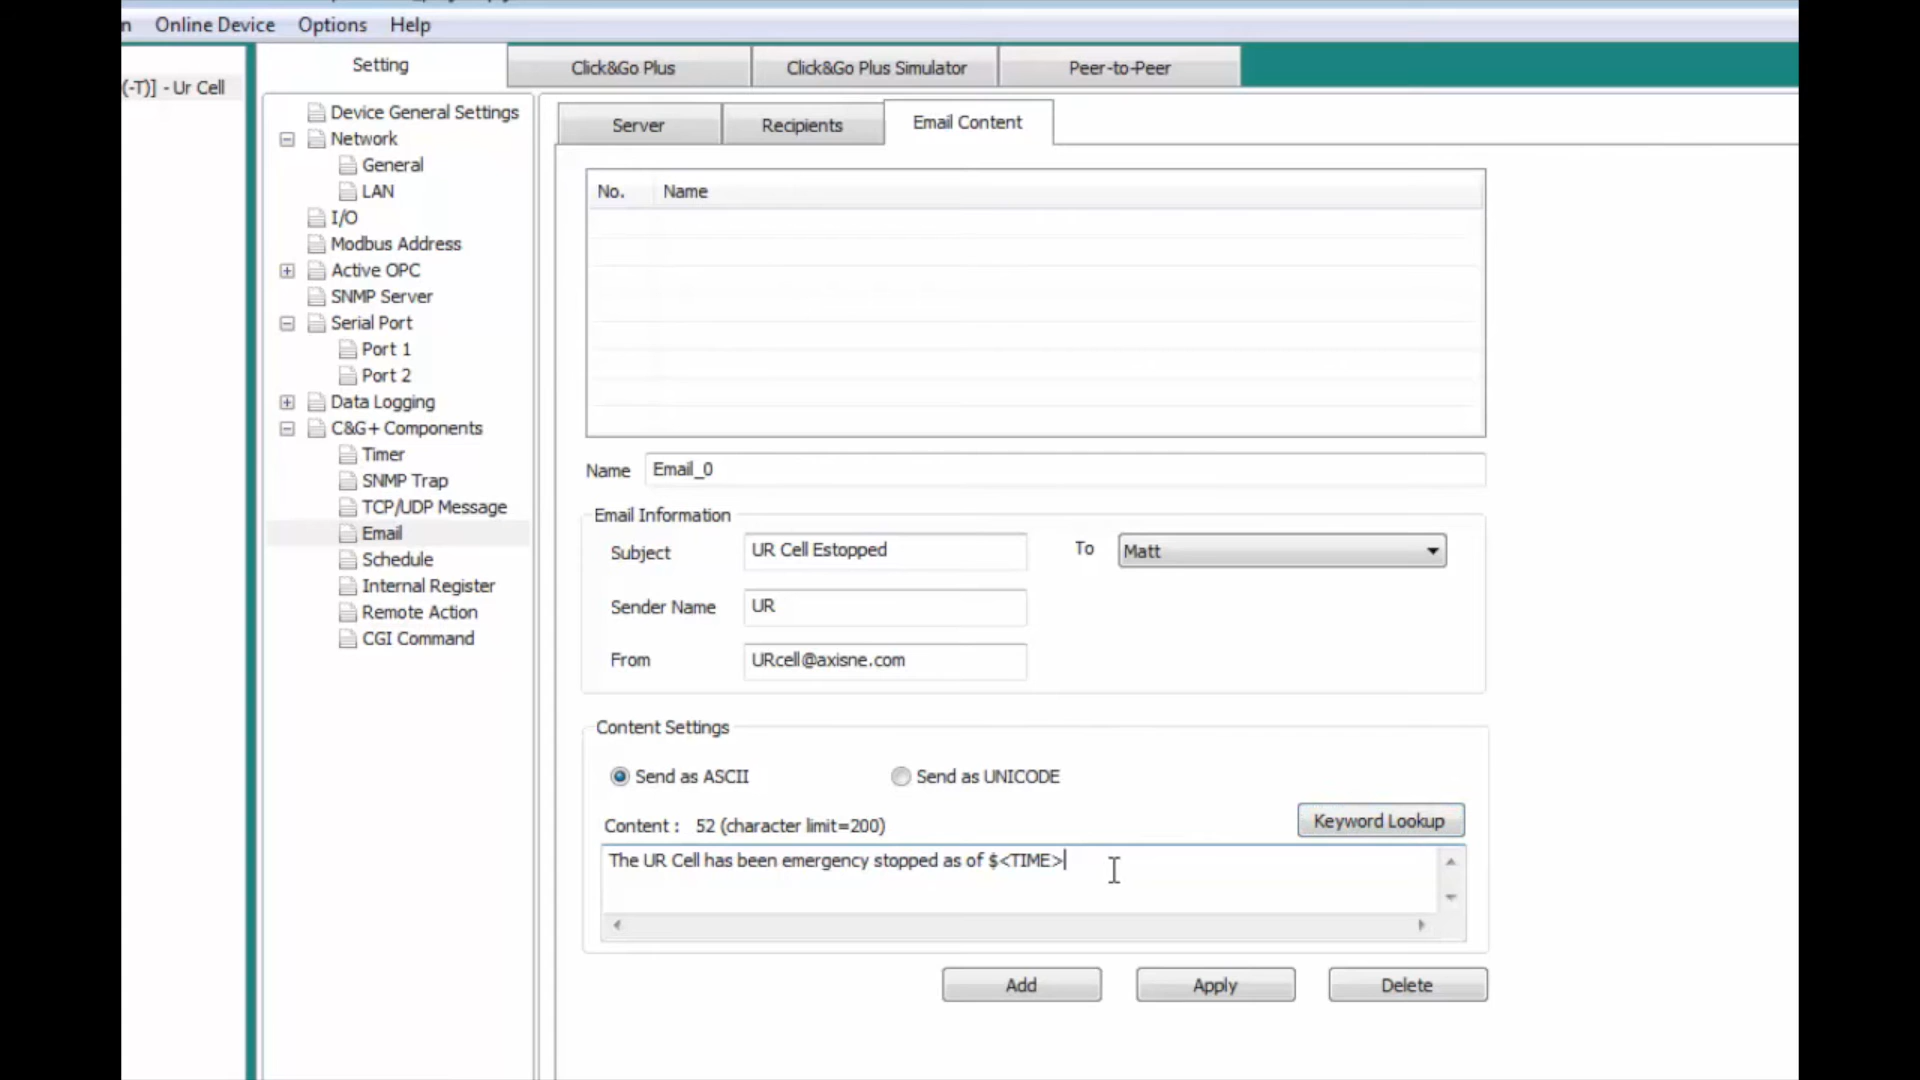 n Online Device Options Help
(-T)] - Ur Cell
Setting
Click&Go Plus
Click&Go Plus Simulator
Peer-to-Peer
Device General Settings
Network
General
LAN
I/O
Modbus Address
Active OPC
SNMP Server
Serial Port
Port 1
Port 2
Data Logging
C&G+ Components
Timer
SNMP Trap
TCP/UDP Message
Email
Schedule
Internal Register
Remote Action
CGI Command
Server
Recipients
Email Content
No. Name
Name Email_0
Email Information
Subject UR Cell Estopped To Matt
Sender Name UR
From URcell@axisne.com
Content Settings
Send as ASCII Send as UNICODE
Content : 52 (character limit=200) Keyword Lookup
The UR Cell has been emergency stopped as of $<TIME>
Add Apply Delete